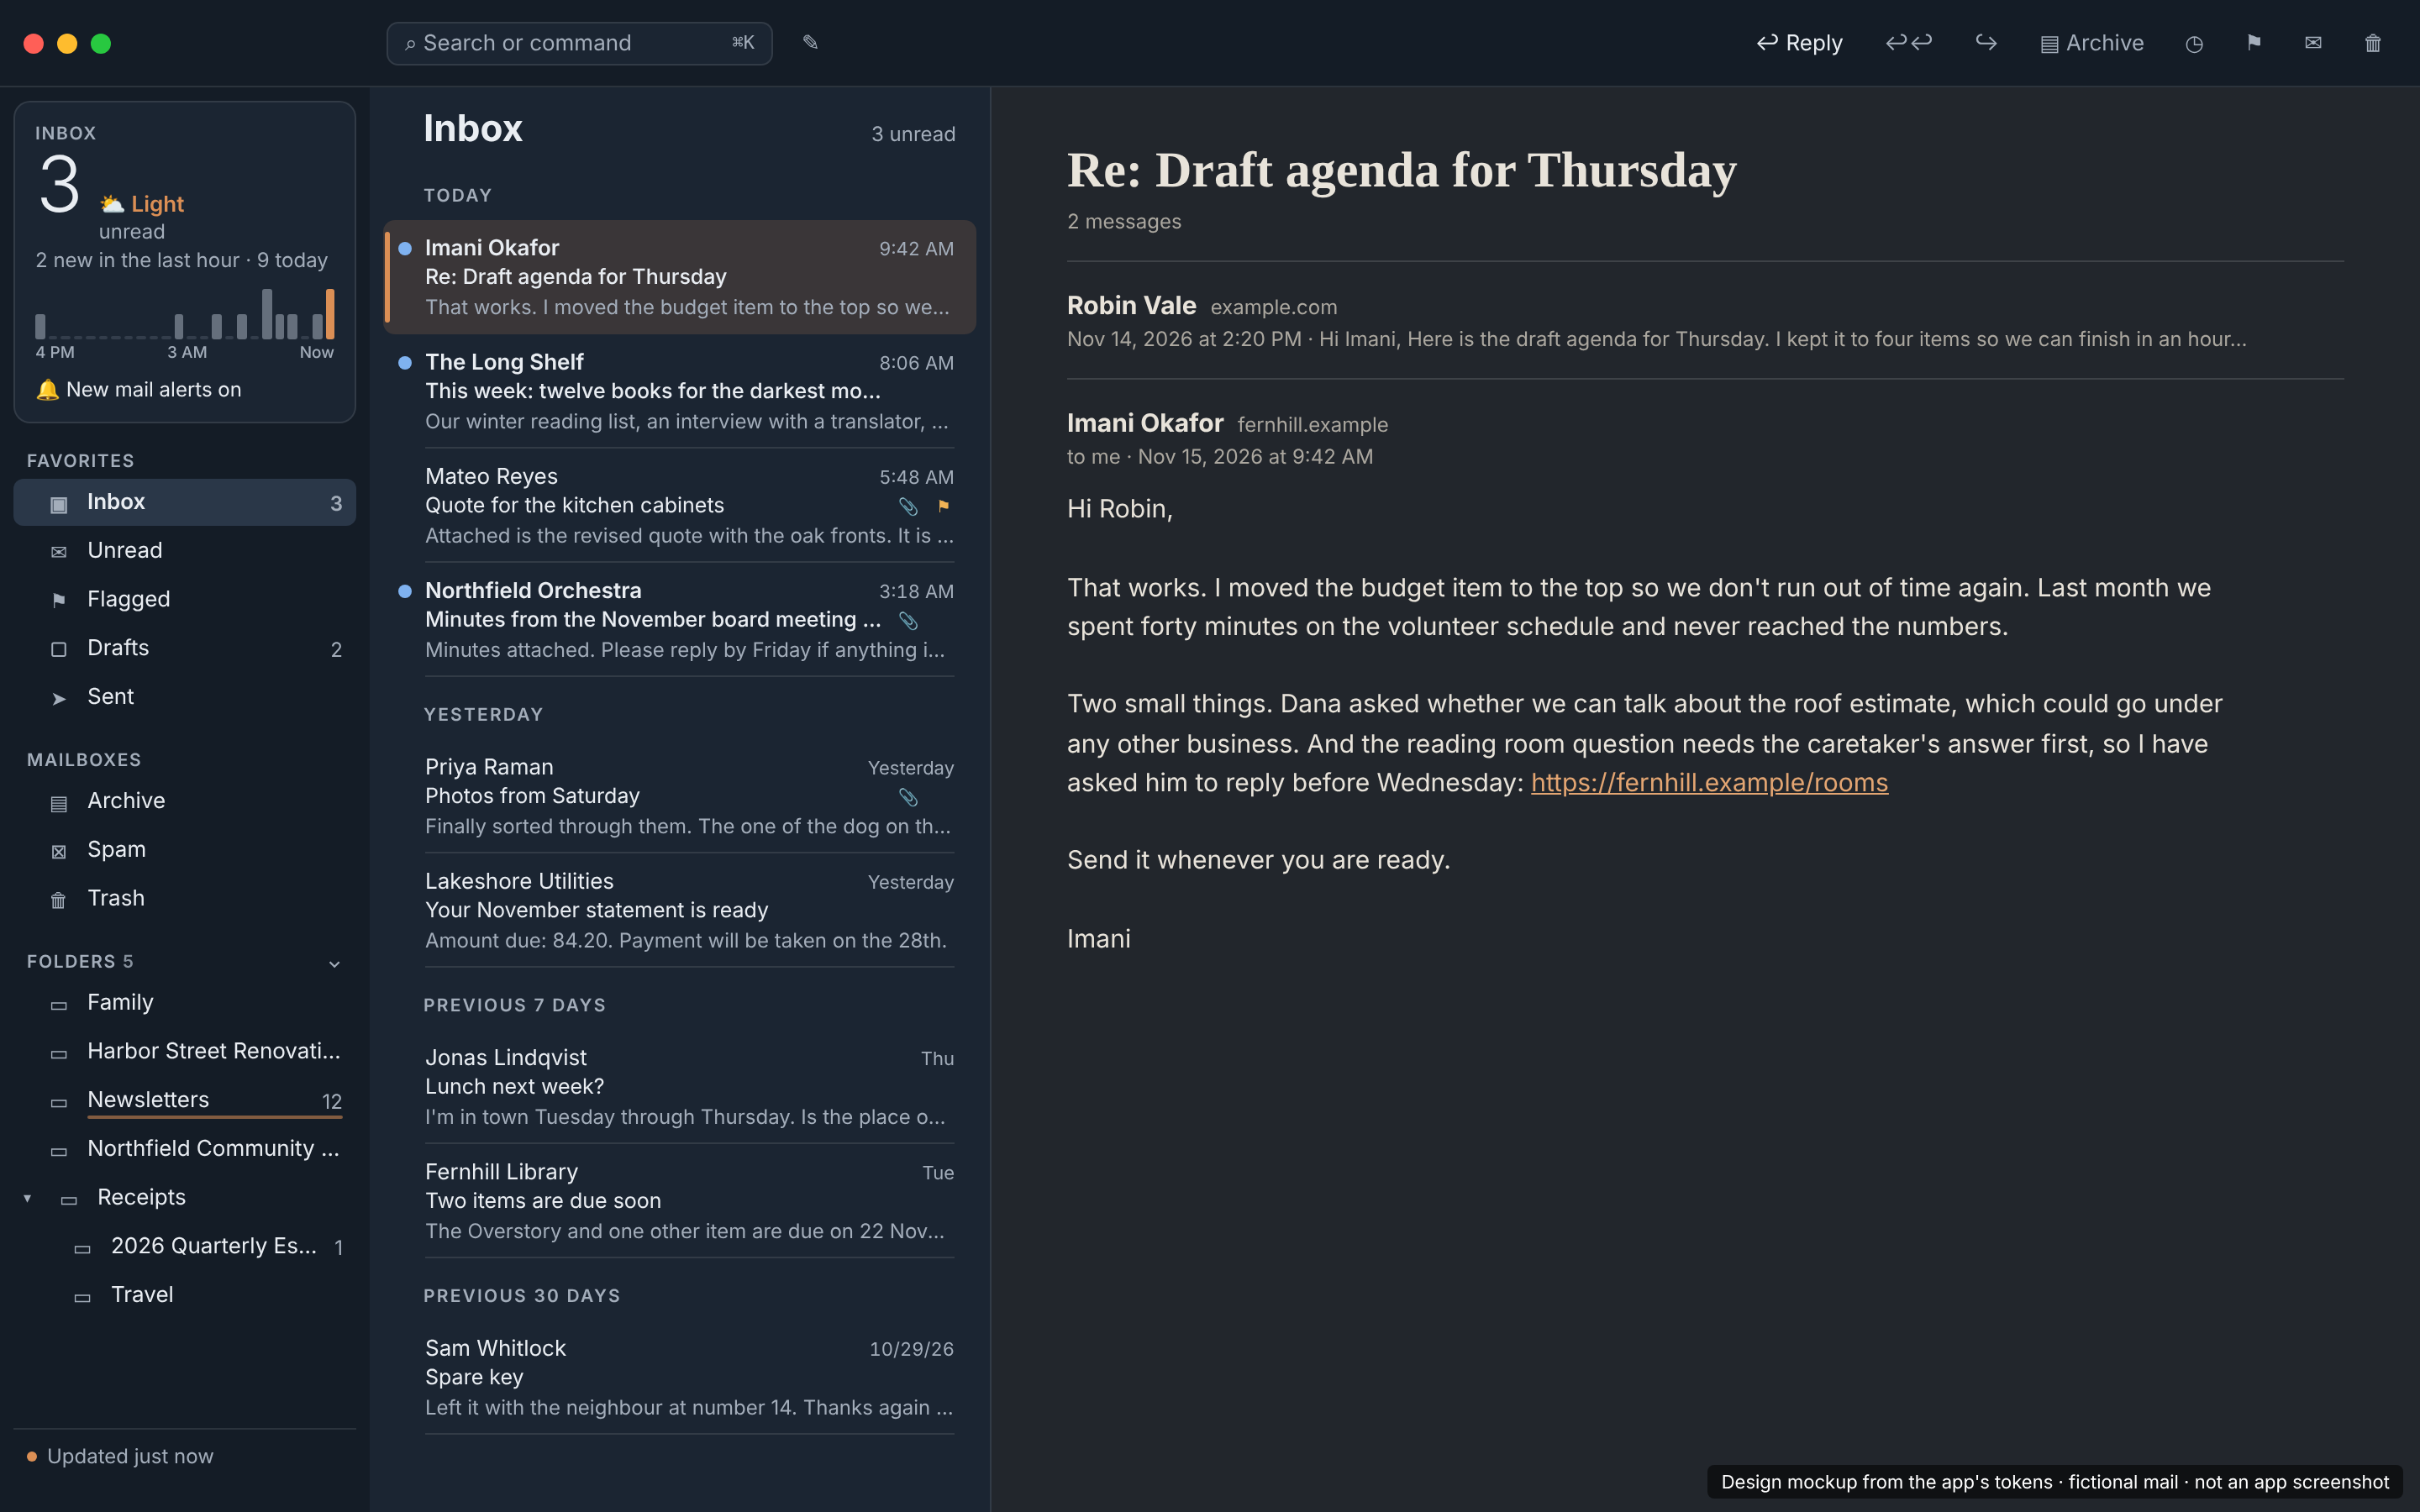 Search or command ⌘K
Reply
Archive
INBOX
3
Light
unread
2 new in the last hour · 9 today
4 PM 3 AM Now
New mail alerts on
FAVORITES
Inbox 3
Unread
Flagged
Drafts 2
Sent
MAILBOXES
Archive
Spam
Trash
FOLDERS 5
Family
Harbor Street Renovati...
Newsletters 12
Northfield Community ...
Receipts
2026 Quarterly Es... 1
Travel
Updated just now
Inbox 3 unread
TODAY
Imani Okafor 9:42 AM
Re: Draft agenda for Thursday
That works. I moved the budget item to the top so we...
The Long Shelf 8:06 AM
This week: twelve books for the darkest mo...
Our winter reading list, an interview with a translator, ...
Mateo Reyes 5:48 AM
Quote for the kitchen cabinets
Attached is the revised quote with the oak fronts. It is ...
Northfield Orchestra 3:18 AM
Minutes from the November board meeting ...
Minutes attached. Please reply by Friday if anything i...
YESTERDAY
Priya Raman Yesterday
Photos from Saturday
Finally sorted through them. The one of the dog on th...
Lakeshore Utilities Yesterday
Your November statement is ready
Amount due: 84.20. Payment will be taken on the 28th.
PREVIOUS 7 DAYS
Jonas Lindqvist Thu
Lunch next week?
I'm in town Tuesday through Thursday. Is the place o...
Fernhill Library Tue
Two items are due soon
The Overstory and one other item are due on 22 Nov...
PREVIOUS 30 DAYS
Sam Whitlock 10/29/26
Spare key
Left it with the neighbour at number 14. Thanks again ...
Re: Draft agenda for Thursday
2 messages
Robin Vale example.com
Nov 14, 2026 at 2:20 PM · Hi Imani, Here is the draft agenda for Thursday. I kept it to four items so we can finish in an hour...
Imani Okafor fernhill.example
to me · Nov 15, 2026 at 9:42 AM
Hi Robin,
That works. I moved the budget item to the top so we don't run out of time again. Last month we
spent forty minutes on the volunteer schedule and never reached the numbers.
Two small things. Dana asked whether we can talk about the roof estimate, which could go under
any other business. And the reading room question needs the caretaker's answer first, so I have
asked him to reply before Wednesday: https://fernhill.example/rooms
Send it whenever you are ready.
Imani
Design mockup from the app's tokens · fictional mail · not an app screenshot